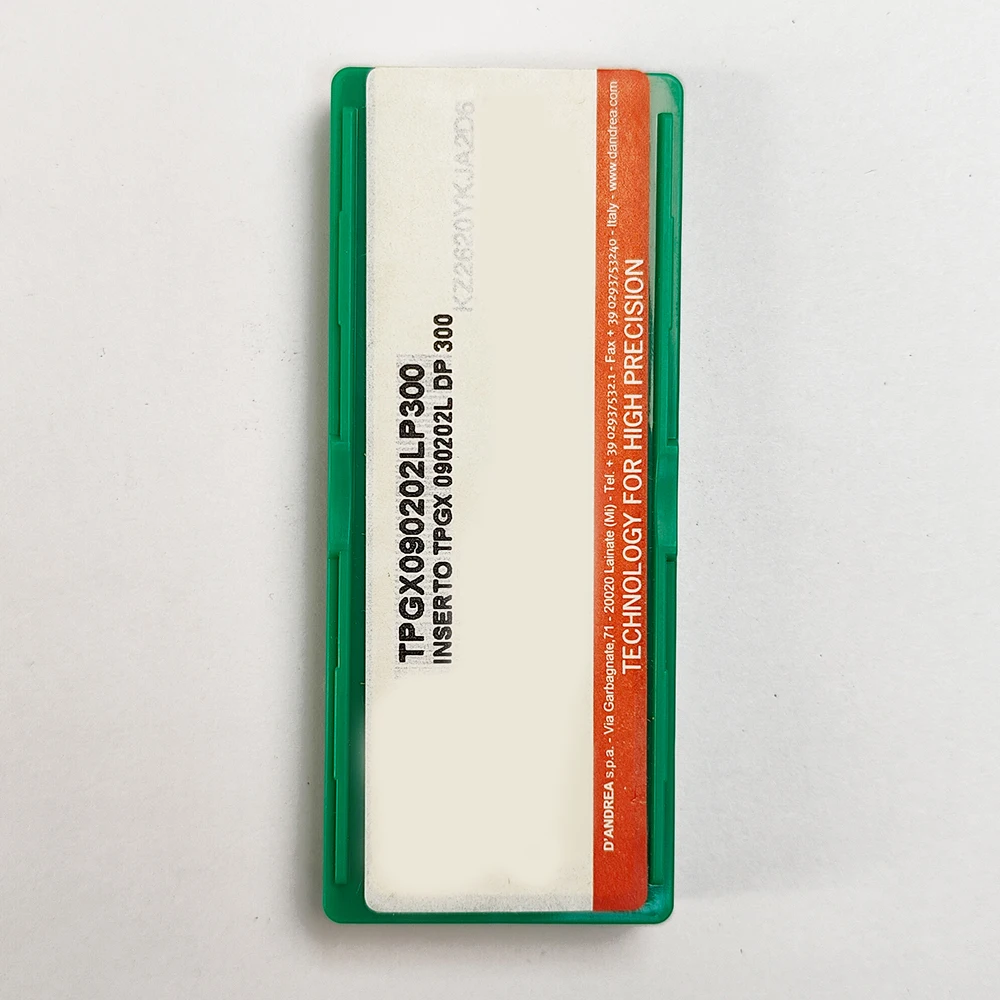 TPGX090202LP300
INSERTO TPGX 090202L DP 300
KZ2620YKJA2D6
D'ANDREA s.p.a. - Via Garbagnate,71 - 20020 Lainate (Mi) - Tel. + 39 02937532.1 - Fax + 39 0293753240 - Italy - www.dandrea.com
TECHNOLOGY FOR HIGH PRECISION